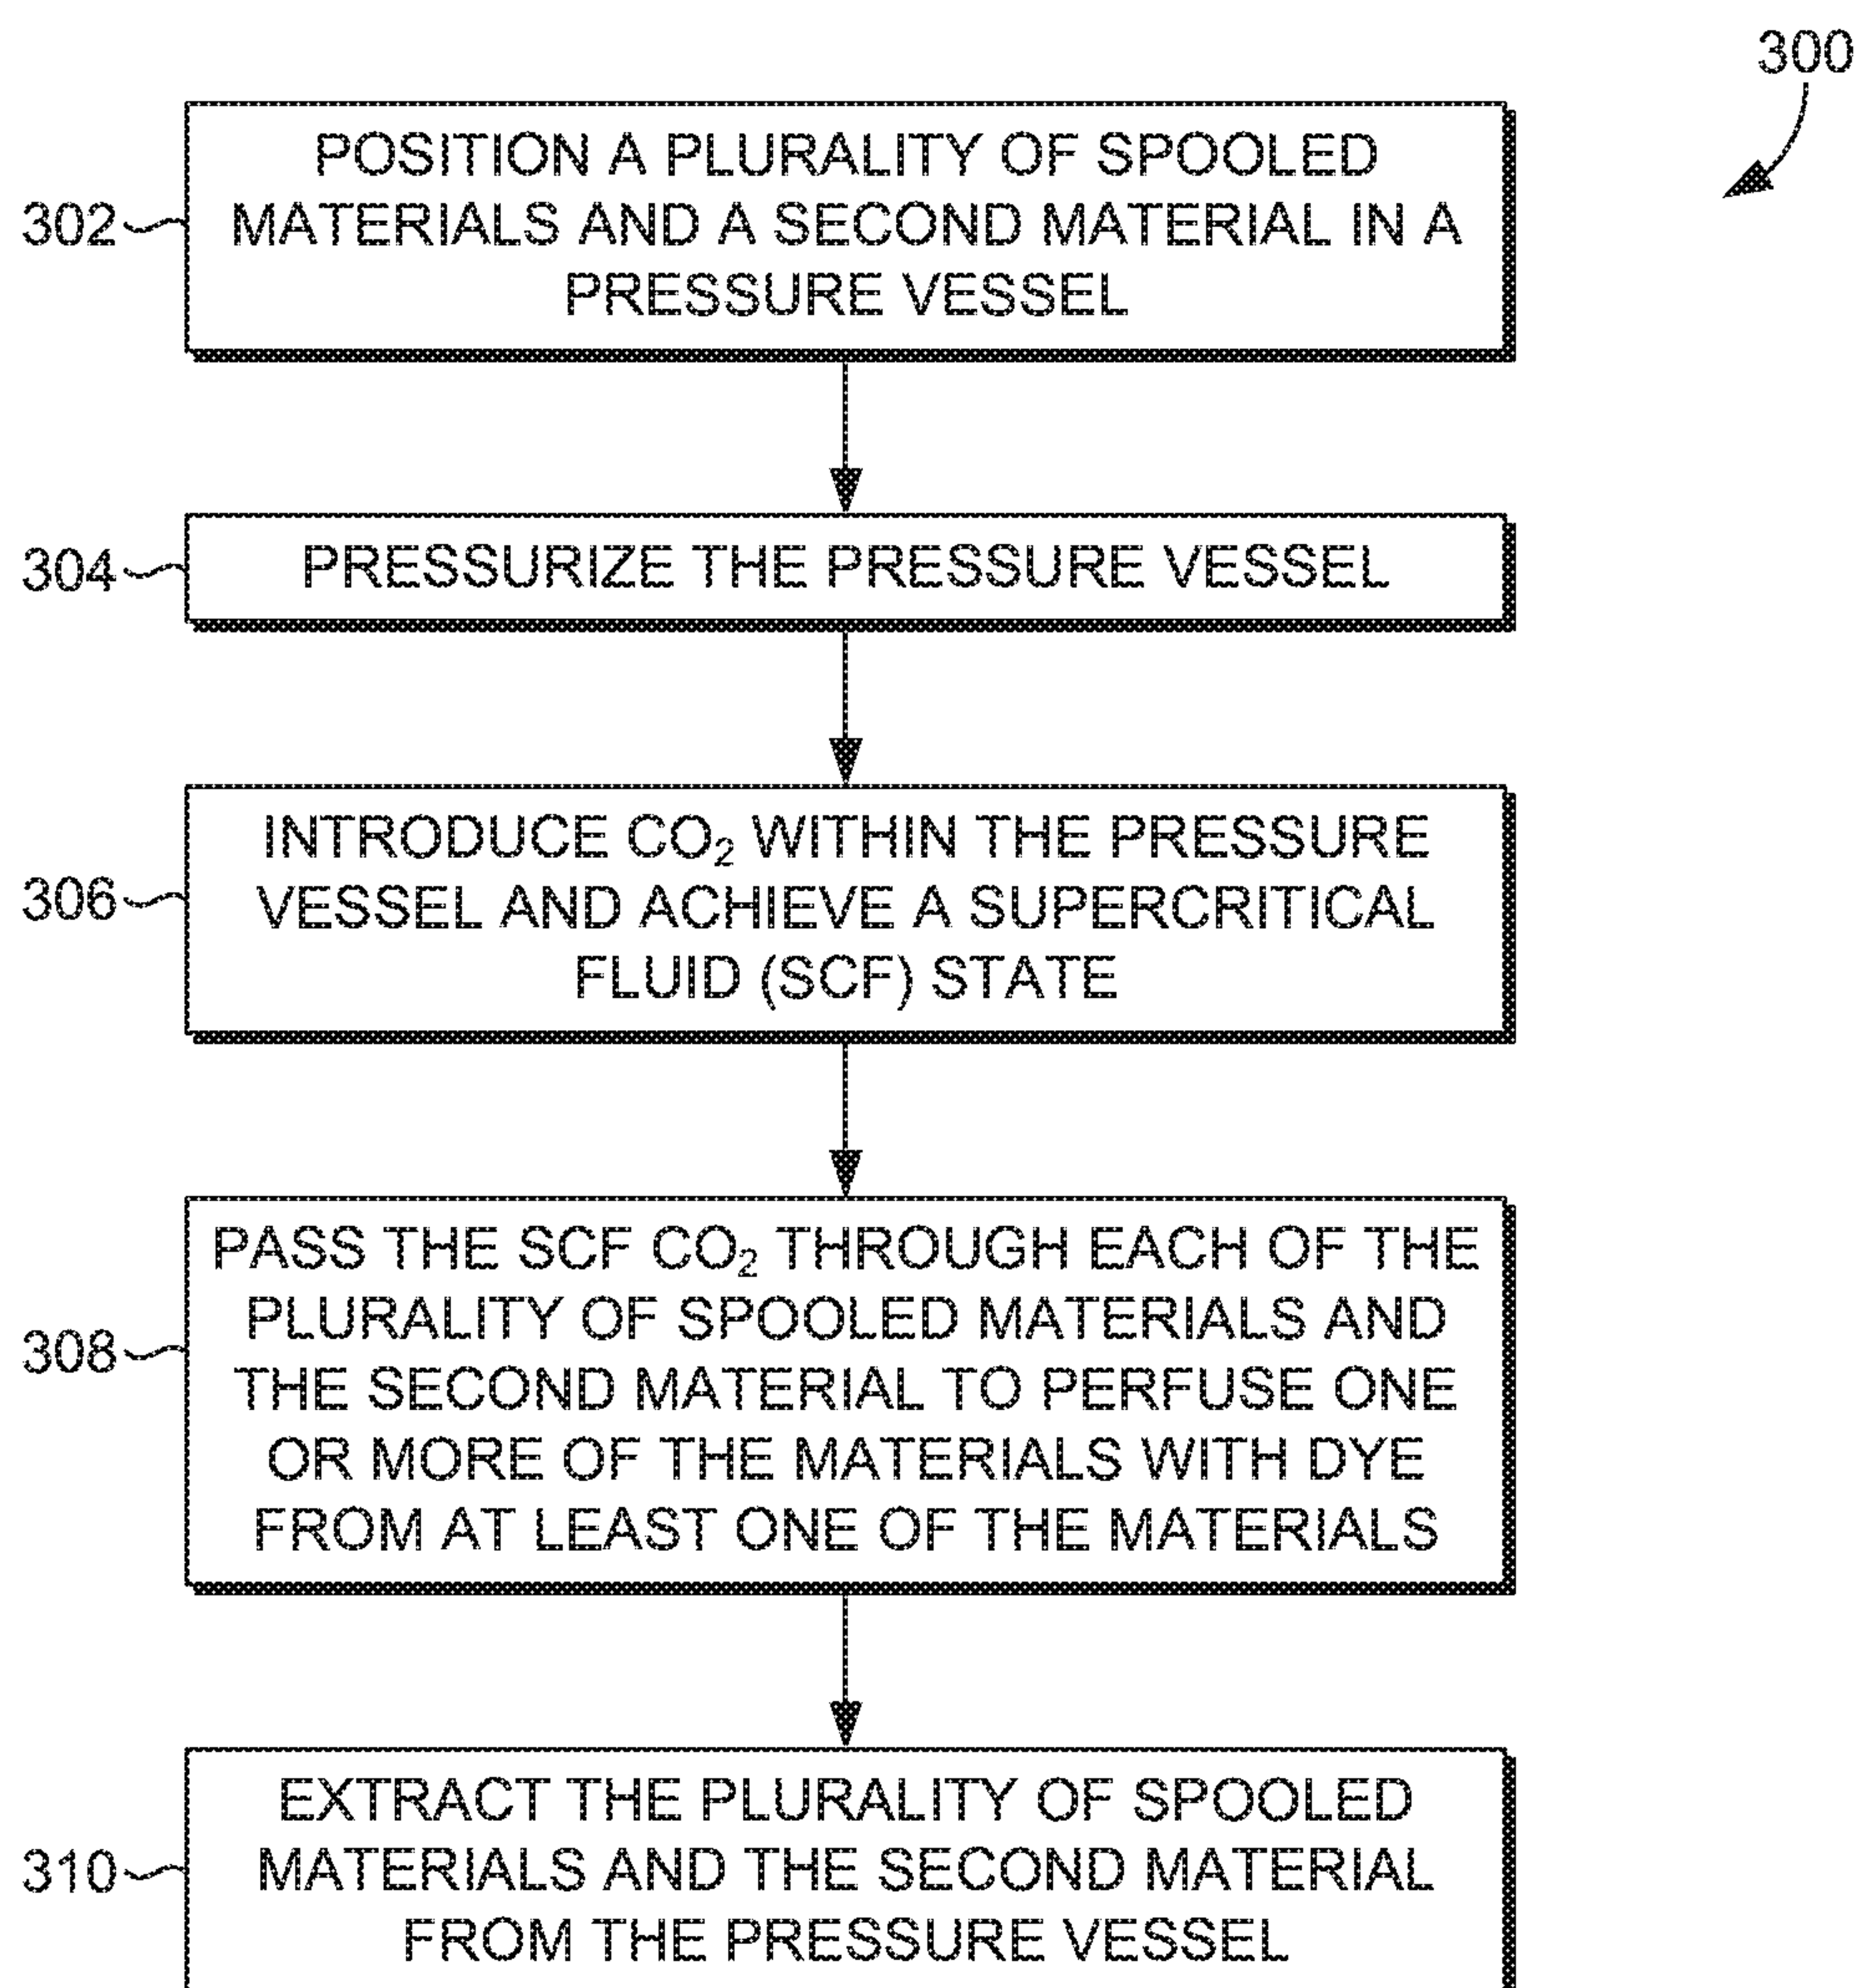 300
302
POSITION A PLURALITY OF SPOOLED
MATERIALS AND A SECOND MATERIAL IN A
PRESSURE VESSEL
304
PRESSURIZE THE PRESSURE VESSEL
306
INTRODUCE CO₂ WITHIN THE PRESSURE
VESSEL AND ACHIEVE A SUPERCRITICAL
FLUID (SCF) STATE
308
PASS THE SCF CO₂ THROUGH EACH OF THE
PLURALITY OF SPOOLED MATERIALS AND
THE SECOND MATERIAL TO PERFUSE ONE
OR MORE OF THE MATERIALS WITH DYE
FROM AT LEAST ONE OF THE MATERIALS
310
EXTRACT THE PLURALITY OF SPOOLED
MATERIALS AND THE SECOND MATERIAL
FROM THE PRESSURE VESSEL